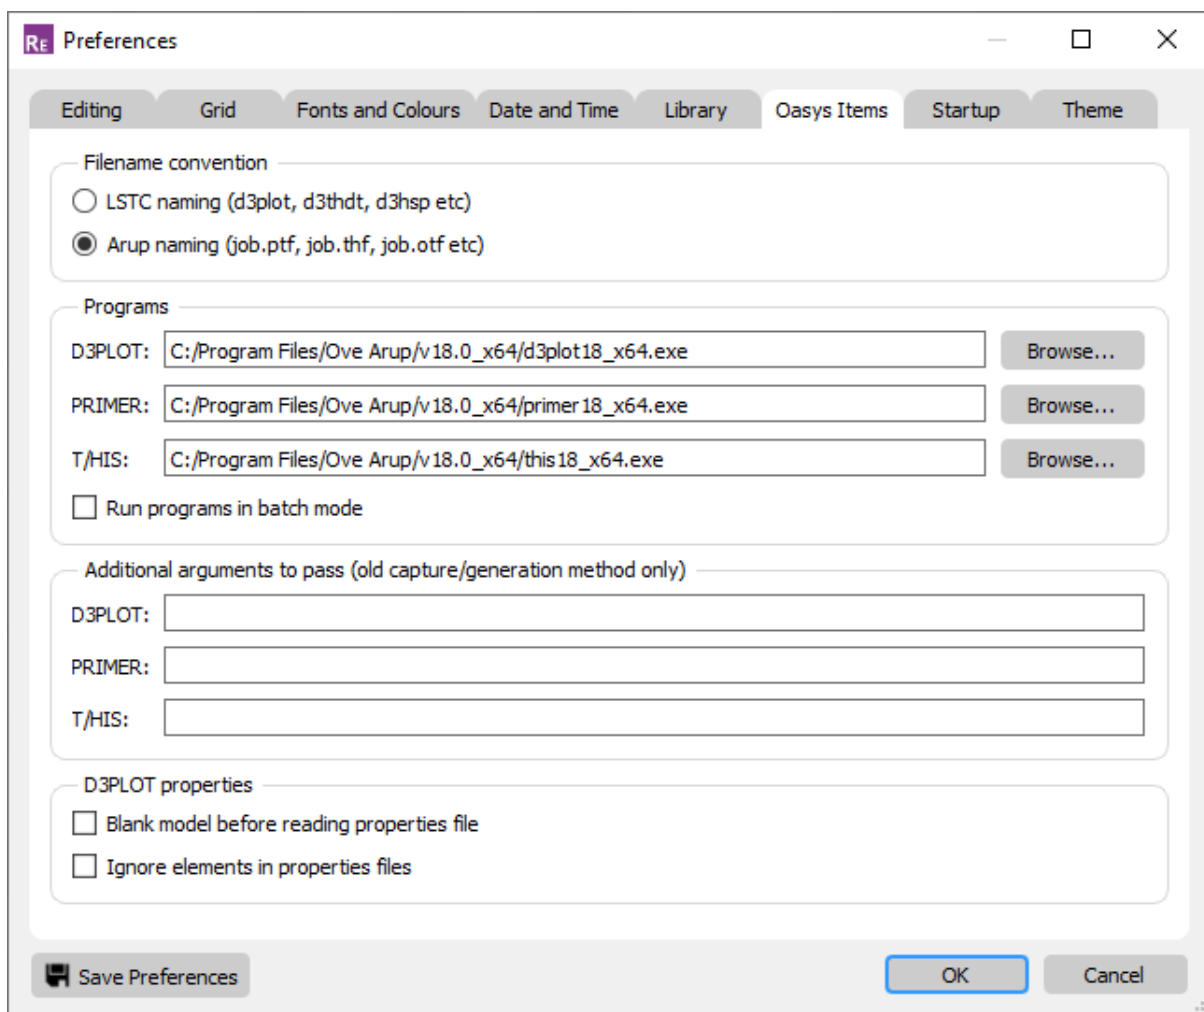 RE Preferences
Editing Grid Fonts and Colours Date and Time Library Oasys Items Startup Theme
Filename convention
LSTC naming (d3plot, d3thdt, d3hsp etc)
Arup naming (job.ptf, job.thf, job.otf etc)
Programs
D3PLOT: C:/Program Files/Ove Arup/v18.0_x64/d3plot18_x64.exe Browse...
PRIMER: C:/Program Files/Ove Arup/v18.0_x64/primer18_x64.exe Browse...
T/HIS: C:/Program Files/Ove Arup/v18.0_x64/this18_x64.exe Browse...
Run programs in batch mode
Additional arguments to pass (old capture/generation method only)
D3PLOT:
PRIMER:
T/HIS:
D3PLOT properties
Blank model before reading properties file
Ignore elements in properties files
Save Preferences OK Cancel